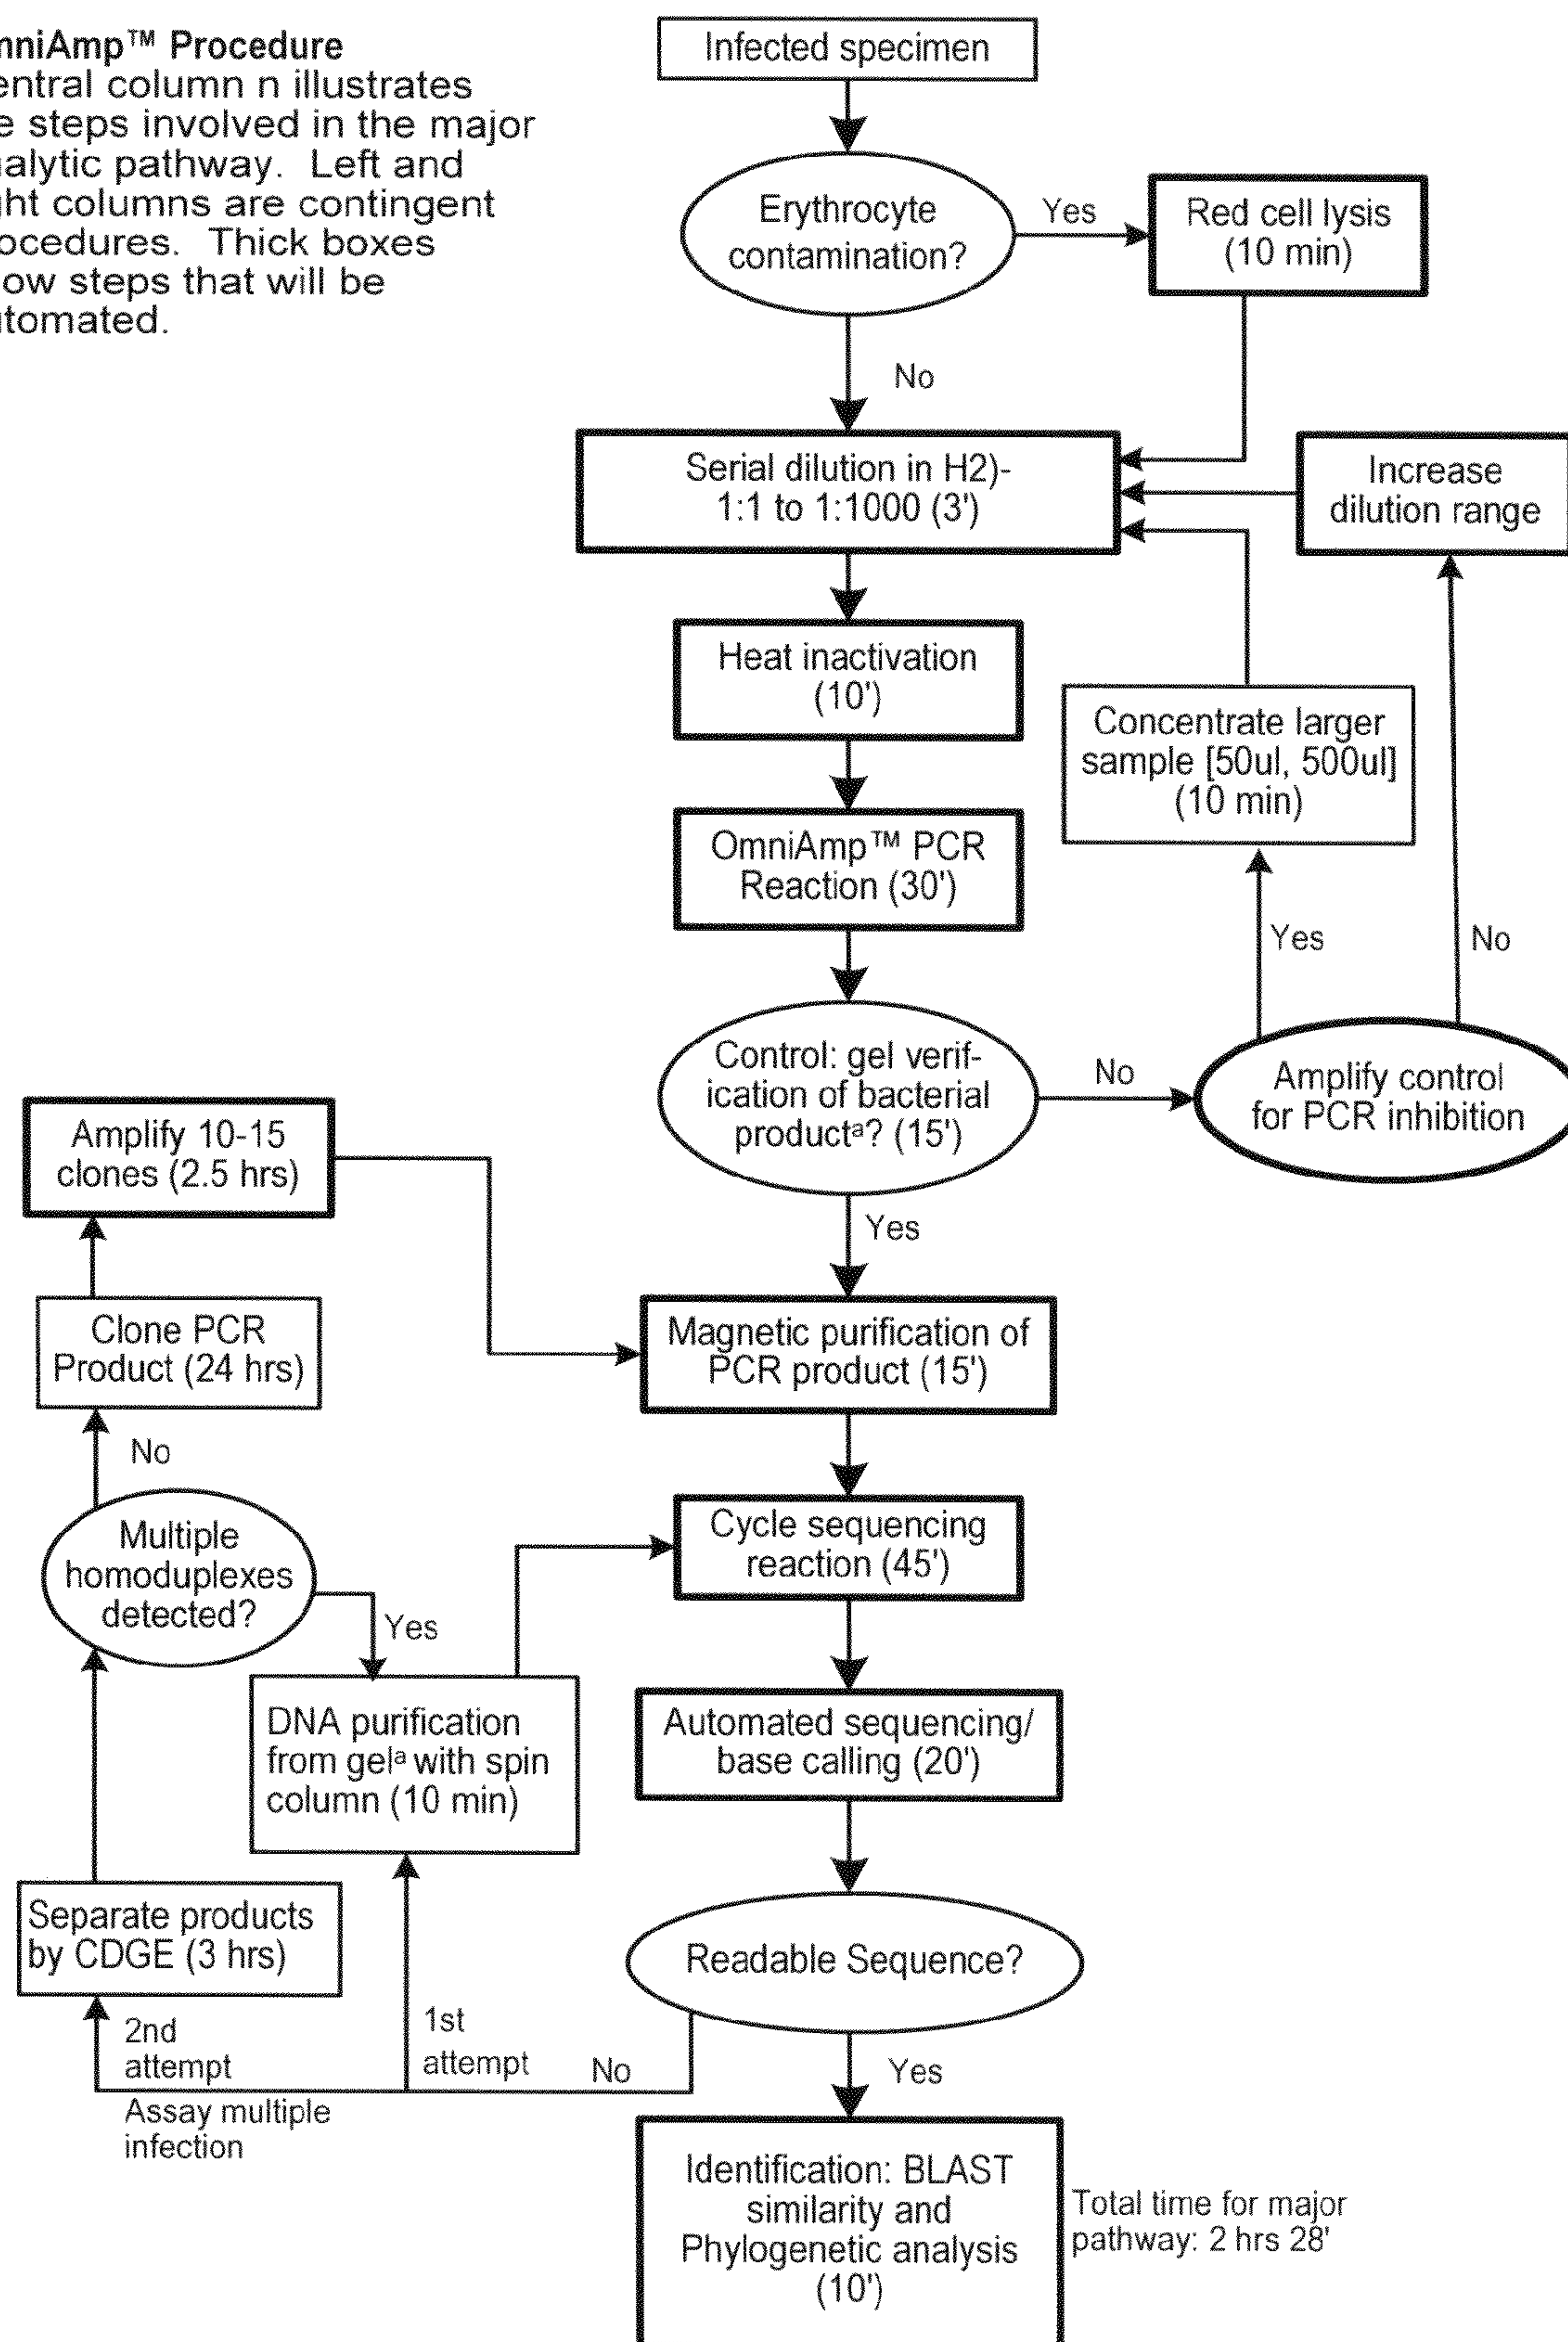 mniAmp™ Procedure
entral column n illustrates
e steps involved in the major
nalytic pathway. Left and
ght columns are contingent
rocedures. Thick boxes
ow steps that will be
utomated.
Infected specimen
Erythrocyte
contamination?
Yes
Red cell lysis
(10 min)
No
Serial dilution in H2)-
1:1 to 1:1000 (3')
Increase
dilution range
Heat inactivation
(10')
Concentrate larger
sample [50ul, 500ul]
(10 min)
OmniAmp™ PCR
Reaction (30')
Yes
No
Control: gel verif-
ication of bacterial
productᵃ? (15')
No
Amplify control
for PCR inhibition
Amplify 10-15
clones (2.5 hrs)
Yes
Clone PCR
Product (24 hrs)
Magnetic purification of
PCR product (15')
No
Multiple
homoduplexes
detected?
Yes
Cycle sequencing
reaction (45')
DNA purification
from gelᵃ with spin
column (10 min)
Automated sequencing/
base calling (20')
Separate products
by CDGE (3 hrs)
Readable Sequence?
2nd
attempt
1st
attempt
No
Yes
Assay multiple
infection
Identification: BLAST
similarity and
Phylogenetic analysis
(10')
Total time for major
pathway: 2 hrs 28'